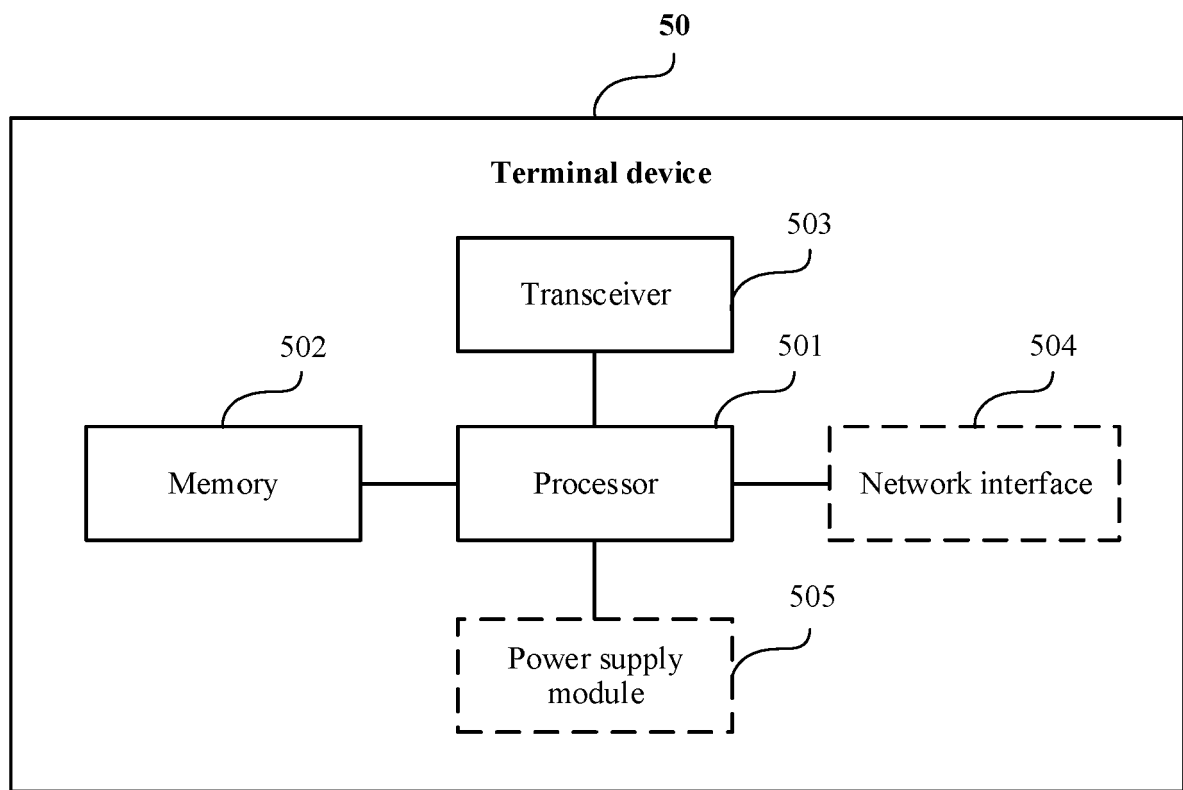 50
Terminal device
503
Transceiver
502
501
504
Memory
Processor
Network interface
505
Power supply
module